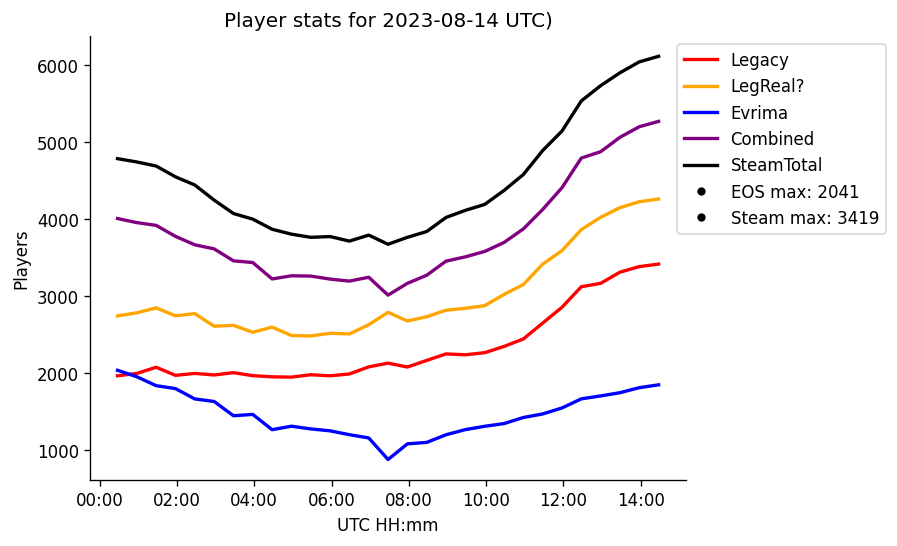 Player stats for 2023-08-14 UTC)
Players
6000
5000
4000
3000
2000
1000
00:00 02:00 04:00 06:00 08:00 10:00 12:00 14:00
UTC HH:mm
Legacy
LegReal?
Evrima
Combined
SteamTotal
EOS max: 2041
Steam max: 3419